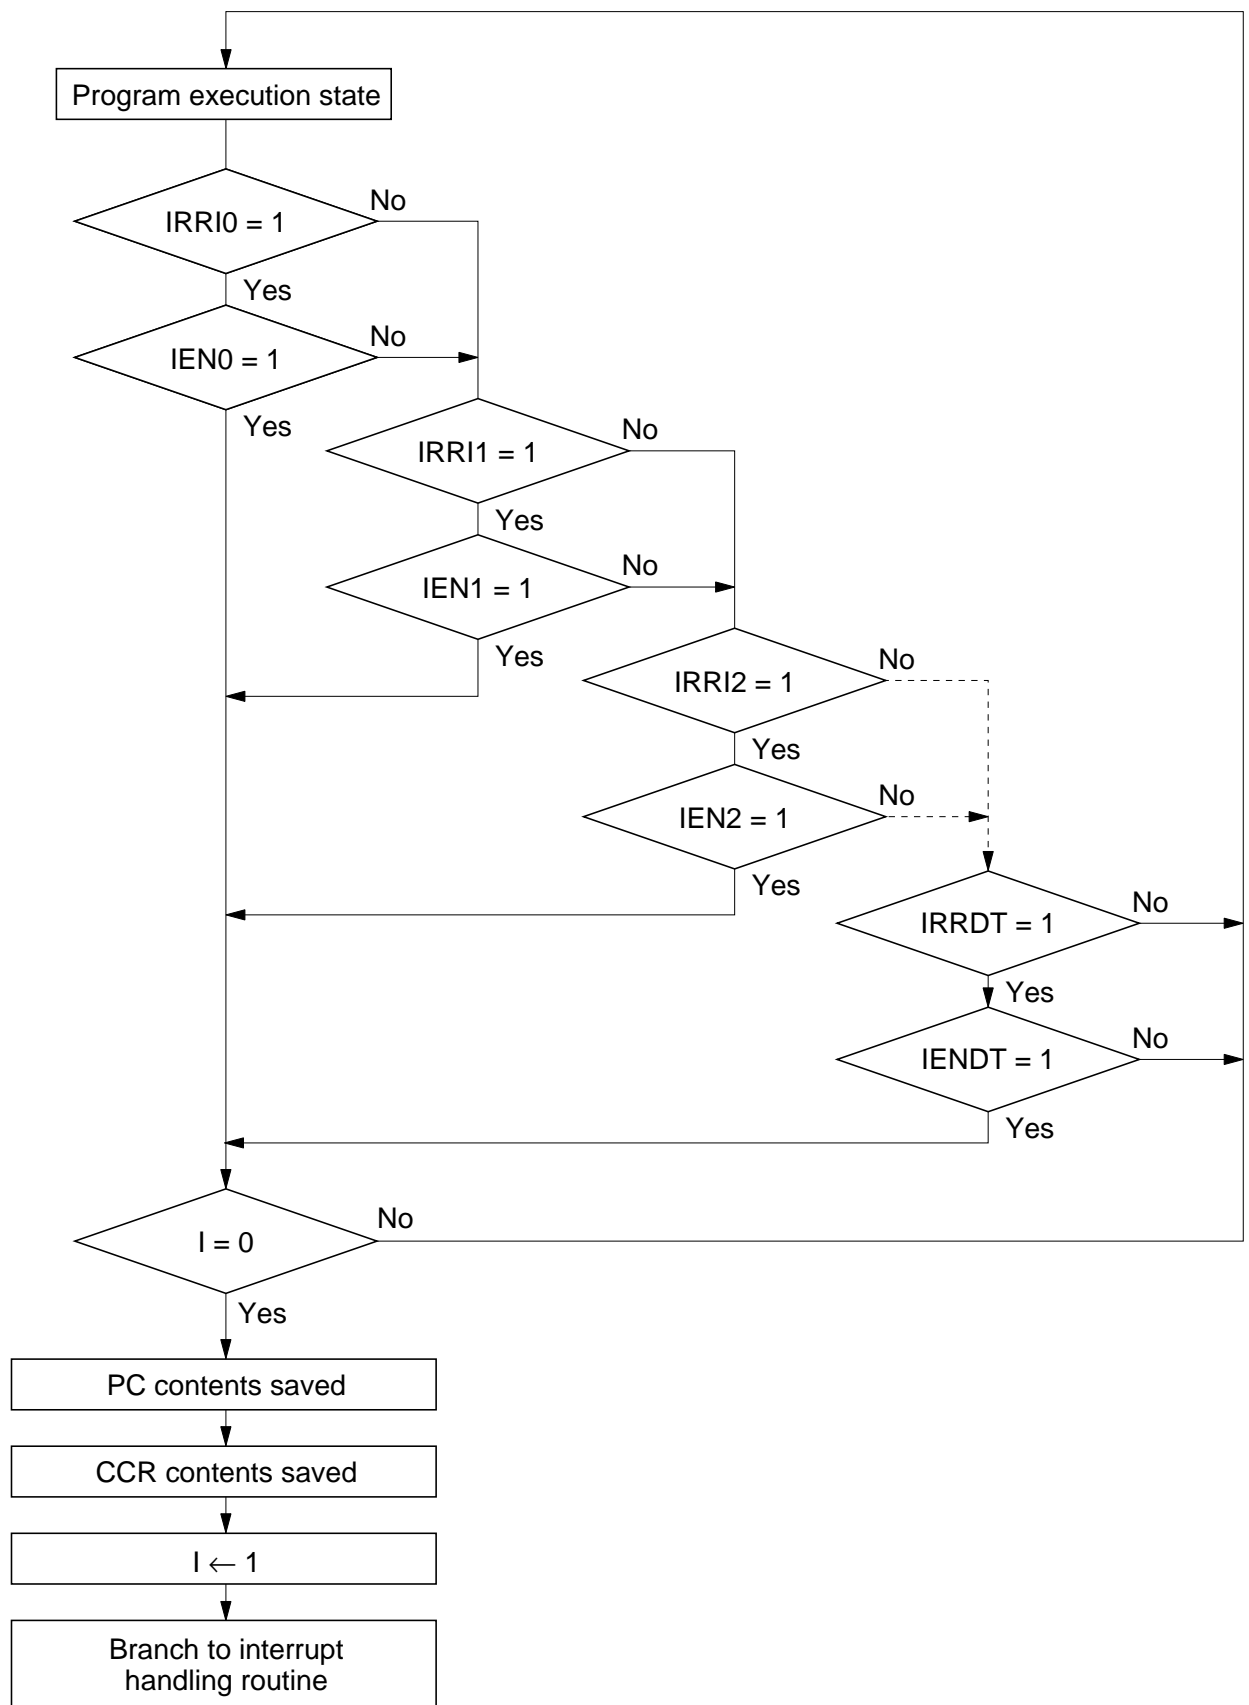 Program execution state
IRRI0 = 1
No
Yes
IEN0 = 1
No
Yes
IRRI1 = 1
No
Yes
IEN1 = 1
No
Yes
IRRI2 = 1
No
Yes
IEN2 = 1
No
Yes
IRRDT = 1
No
Yes
IENDT = 1
No
Yes
I = 0
No
Yes
PC contents saved
CCR contents saved
I ← 1
Branch to interrupt
handling routine